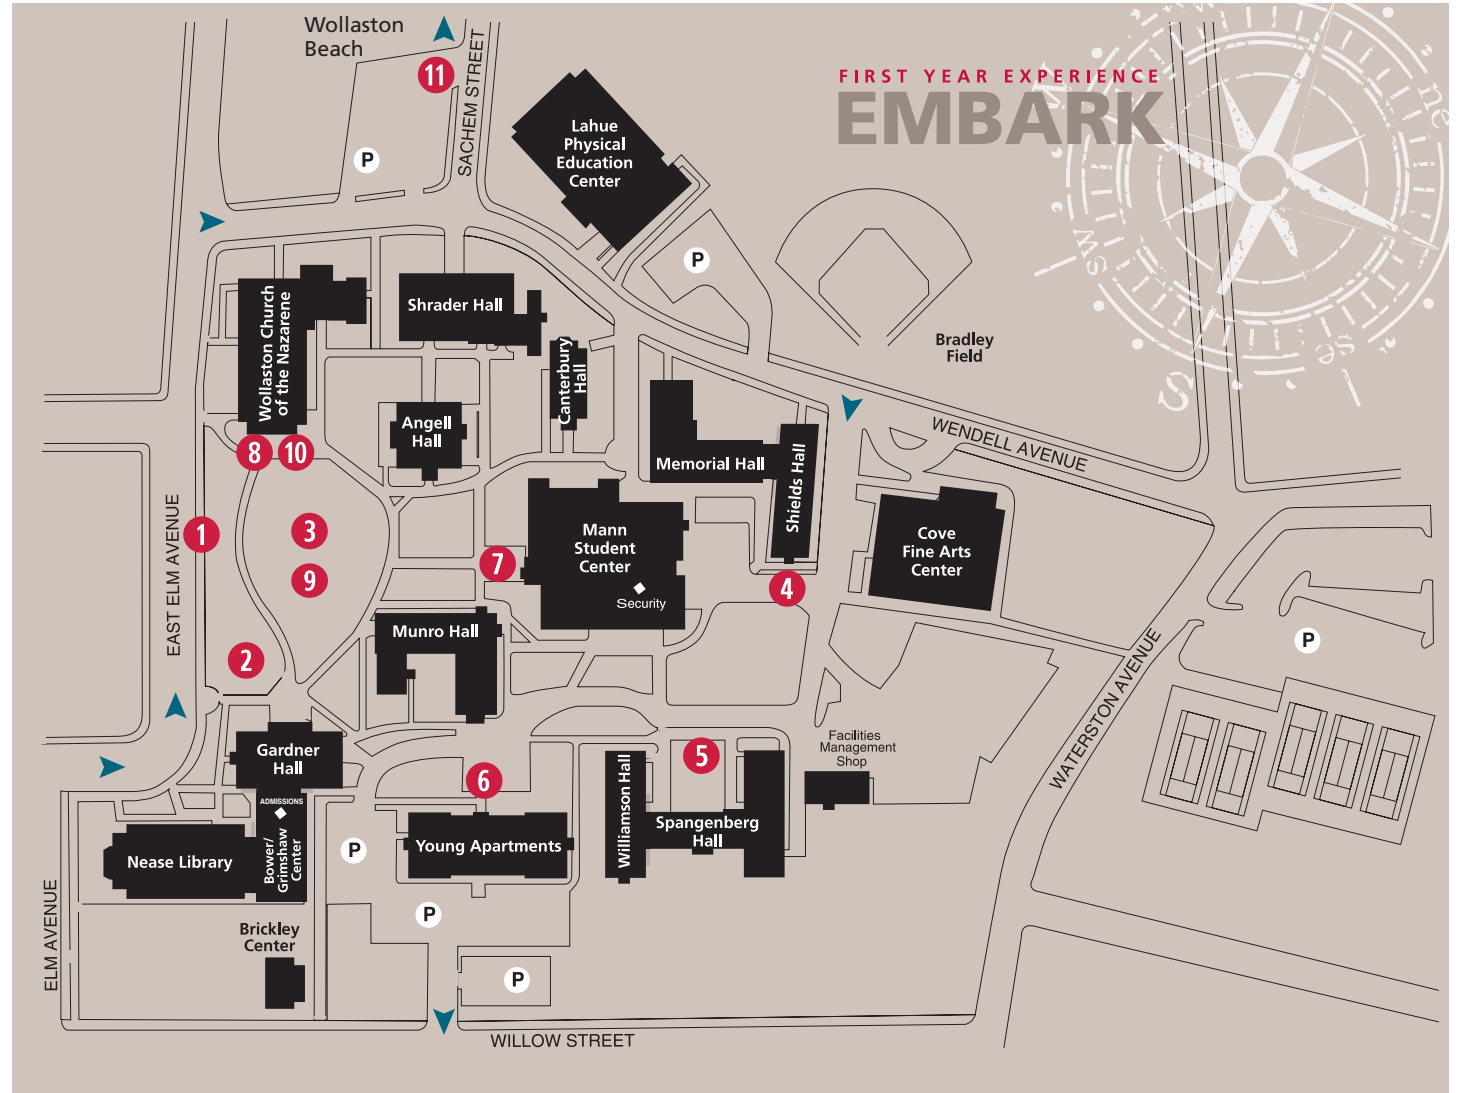 Wollaston
Beach
11
SACHEM STREET
FIRST YEAR EXPERIENCE
EMBARK
P
Lahue
Physical
Education
Center
P
Bradley
Field
ne
se
S
sw
Wollaston Church
of the Nazarene
Shrader Hall
Canterbury
Hall
Angell
Hall
Memorial Hall
Shields Hall
WENDELL AVENUE
8
10
EAST ELM AVENUE
1
3
9
2
7
Mann
Student
Center
Security
4
Cove
Fine Arts
Center
Munro Hall
WATERSTON AVENUE
P
Gardner
Hall
ADMISSIONS
Bower/
Grimshaw
Center
Nease Library
P
6
Young Apartments
5
Williamson Hall
Spangenberg
Hall
Facilities
Management
Shop
ELM AVENUE
Brickley
Center
P
P
WILLOW STREET